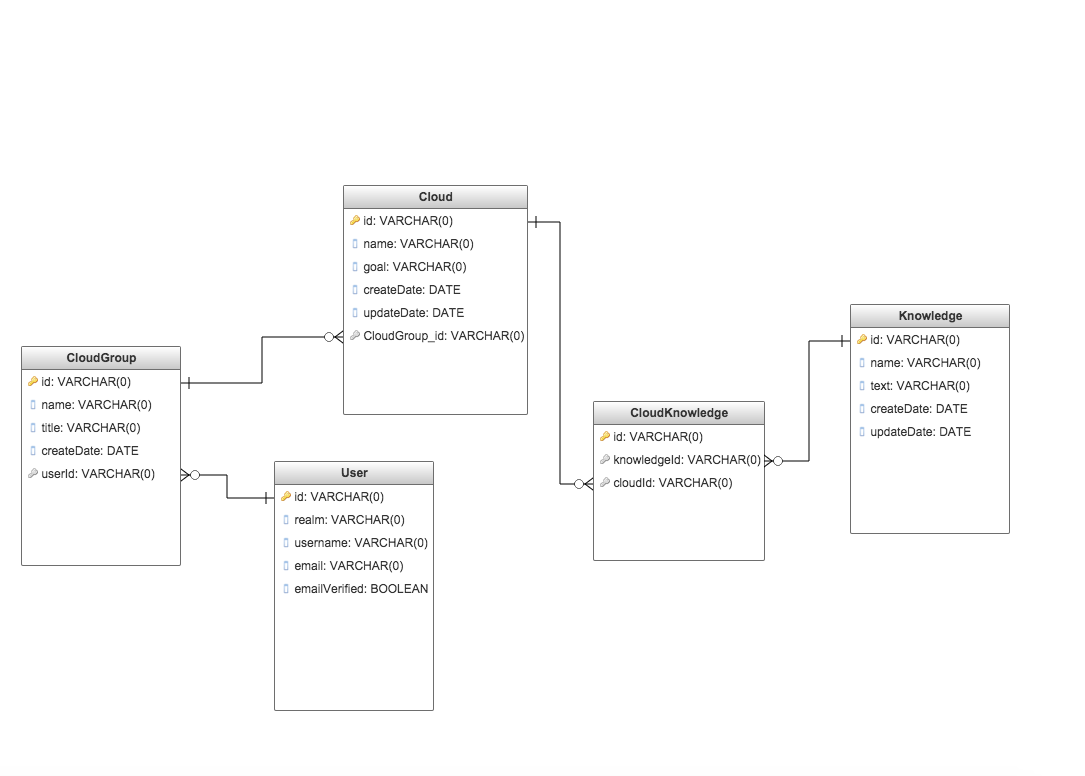 Cloud
id: VARCHAR(0)
name: VARCHAR(0)
goal: VARCHAR(0)
createDate: DATE
updateDate: DATE
CloudGroup_id: VARCHAR(0)
Knowledge
id: VARCHAR(0)
name: VARCHAR(0)
text: VARCHAR(0)
createDate: DATE
updateDate: DATE
CloudGroup
id: VARCHAR(0)
name: VARCHAR(0)
title: VARCHAR(0)
createDate: DATE
userId: VARCHAR(0)
CloudKnowledge
id: VARCHAR(0)
knowledgeId: VARCHAR(0)
cloudId: VARCHAR(0)
User
id: VARCHAR(0)
realm: VARCHAR(0)
username: VARCHAR(0)
email: VARCHAR(0)
emailVerified: BOOLEAN